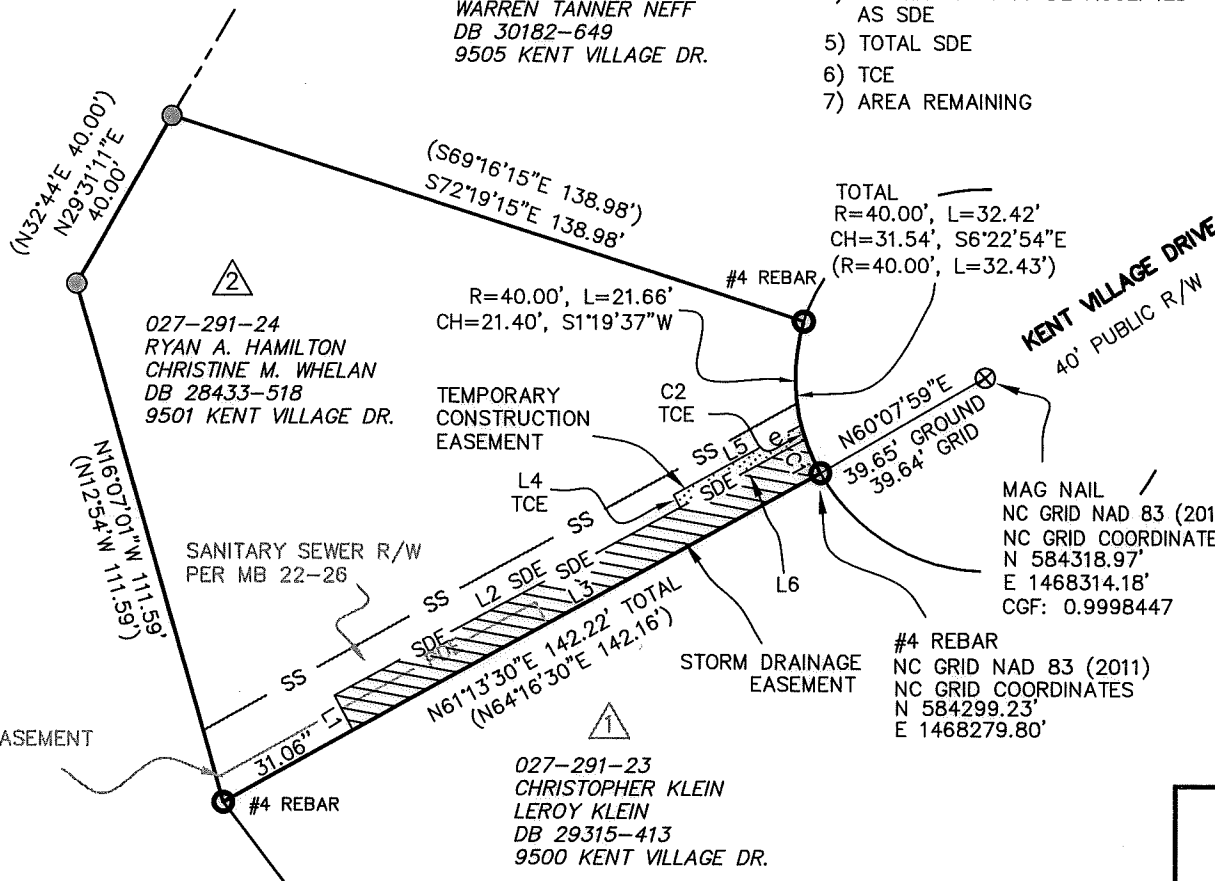 WARREN TANNER NEFF
DB 30182-649
9505 KENT VILLAGE DR.
AS SDE
5) TOTAL SDE
6) TCE
7) AREA REMAINING
(N32°44'E 40.00')
N29°31'11"E
40.00'
(S69°16'15"E 138.98')
S72°19'15"E 138.98'
TOTAL
R=40.00', L=32.42'
CH=31.54', S6°22'54"E
(R=40.00', L=32.43')
#4 REBAR
KENT VILLAGE DRIVE
40' PUBLIC R/W
2
027-291-24
RYAN A. HAMILTON
CHRISTINE M. WHELAN
DB 28433-518
9501 KENT VILLAGE DR.
R=40.00', L=21.66'
CH=21.40', S1°19'37"W
TEMPORARY
CONSTRUCTION
EASEMENT
C2
TCE
N60°07'59"E
39.65' GROUND
39.64' GRID
L4
TCE
SS
L5
e
SDE
C1
MAG NAIL
NC GRID NAD 83 (201
NC GRID COORDINATE
N 584318.97'
E 1468314.18'
CGF: 0.9998447
N16°07'01"W 111.59'
(N12°54'W 111.59')
SANITARY SEWER R/W
PER MB 22-26
SS
SS
L2
SDE
SDE
L3
L6
SDE
SS
N61°13'30"E 142.22' TOTAL
(N64°16'30"E 142.16')
STORM DRAINAGE
EASEMENT
#4 REBAR
NC GRID NAD 83 (2011)
NC GRID COORDINATES
N 584299.23'
E 1468279.80'
L1
31.06"
ASEMENT
#4 REBAR
1
027-291-23
CHRISTOPHER KLEIN
LEROY KLEIN
DB 29315-413
9500 KENT VILLAGE DR.